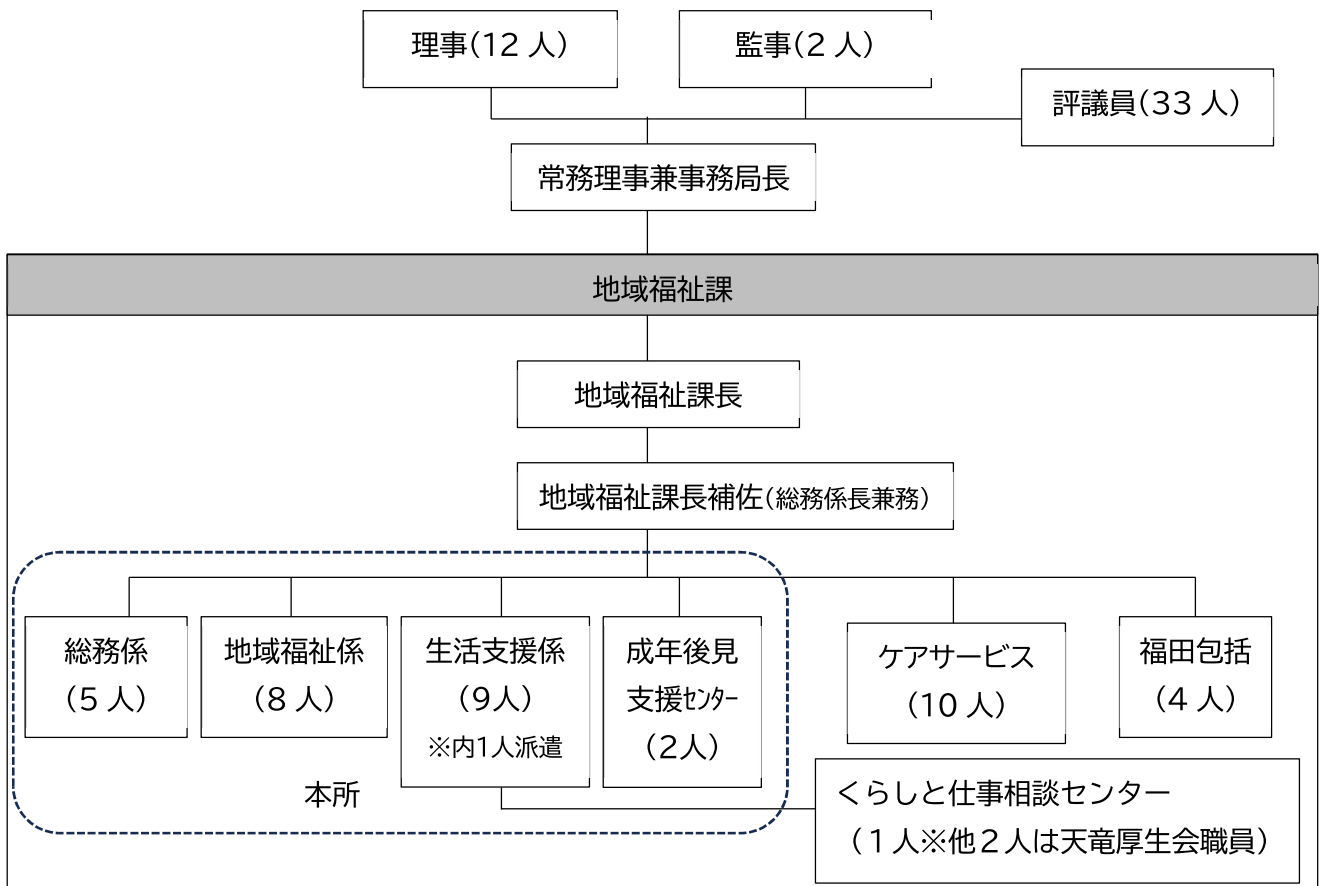 理事(12 人)
監事(2 人)
評議員(33 人)
常務理事兼事務局長
地域福祉課
地域福祉課長
地域福祉課長補佐(総務係長兼務)
総務係
(5 人)
地域福祉係
(8 人)
生活支援係
(9人)
※内1人派遣
成年後見
支援ｾﾝﾀｰ
(2人)
ケアサービス
(10 人)
福田包括
(4 人)
本所
くらしと仕事相談センター
(１人※他２人は天竜厚生会職員)